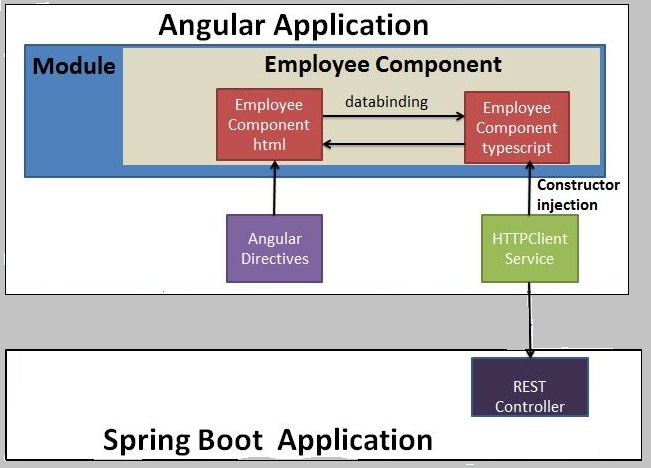 Angular Application
Module
Employee Component
Employee
Component
html
databinding
Employee
Component
typescript
Constructor
injection
Angular
Directives
HTTPClient
Service
REST
Controller
Spring Boot Application